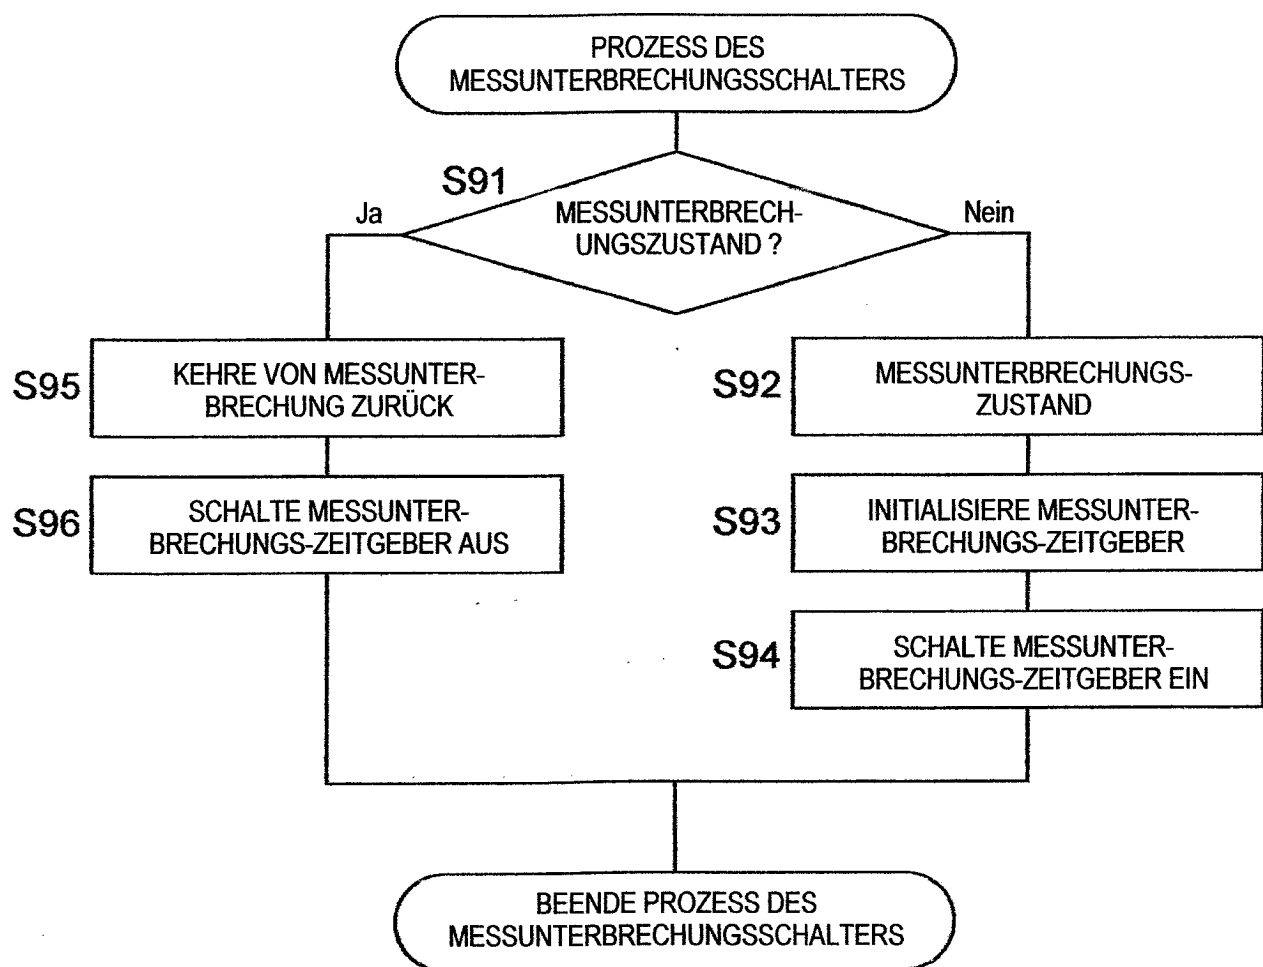 PROZESS DES
MESSUNTERBRECHUNGSSCHALTERS
S91
Ja
MESSUNTERBRECH-
UNGSZUSTAND ?
Nein
S95
KEHRE VON MESSUNTER-
BRECHUNG ZURÜCK
S92
MESSUNTERBRECHUNGS-
ZUSTAND
S96
SCHALTE MESSUNTER-
BRECHUNGS-ZEITGEBER AUS
S93
INITIALISIERE MESSUNTER-
BRECHUNGS-ZEITGEBER
S94
SCHALTE MESSUNTER-
BRECHUNGS-ZEITGEBER EIN
BEENDE PROZESS DES
MESSUNTERBRECHUNGSSCHALTERS